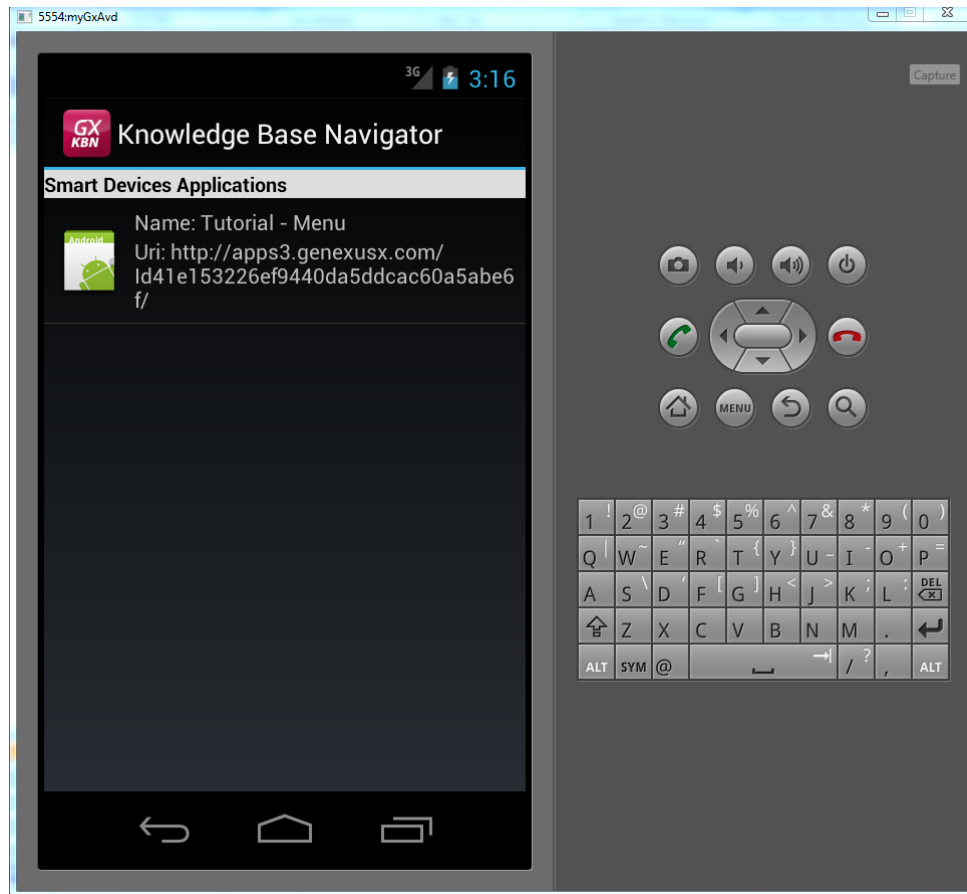 5554:myGxAvd
Capture
3G 3:16
GX
KBN
Knowledge Base Navigator
Smart Devices Applications
Android
Name: Tutorial - Menu
Uri: http://apps3.genexusx.com/
Id41e153226ef9440da5ddcac60a5abe6
f/
MENU
1 ! 2 @ 3 # 4 $ 5 % 6 ^ 7 & 8 * 9 ( 0 )
Q | W ~ E " R ` T { Y } U - I - O + P =
A S \ D ' F [ G ] H < J > K ; L : DEL
Z X C V B N M .
ALT SYM @ / ? , ALT